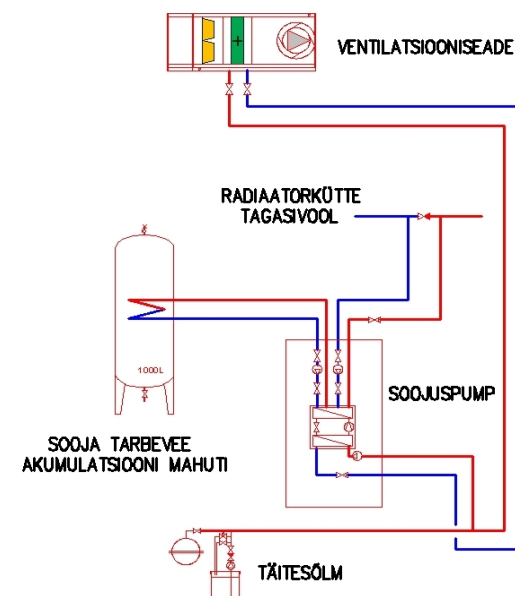 VENTILATSIOONISEADE
RADIAATORKÜTTE
TAGASIVOOL
1000L
SOOJUSPUMP
SOOJA TARBEVEE
AKUMULATSIOONI MAHUTI
TÄITESÕLM